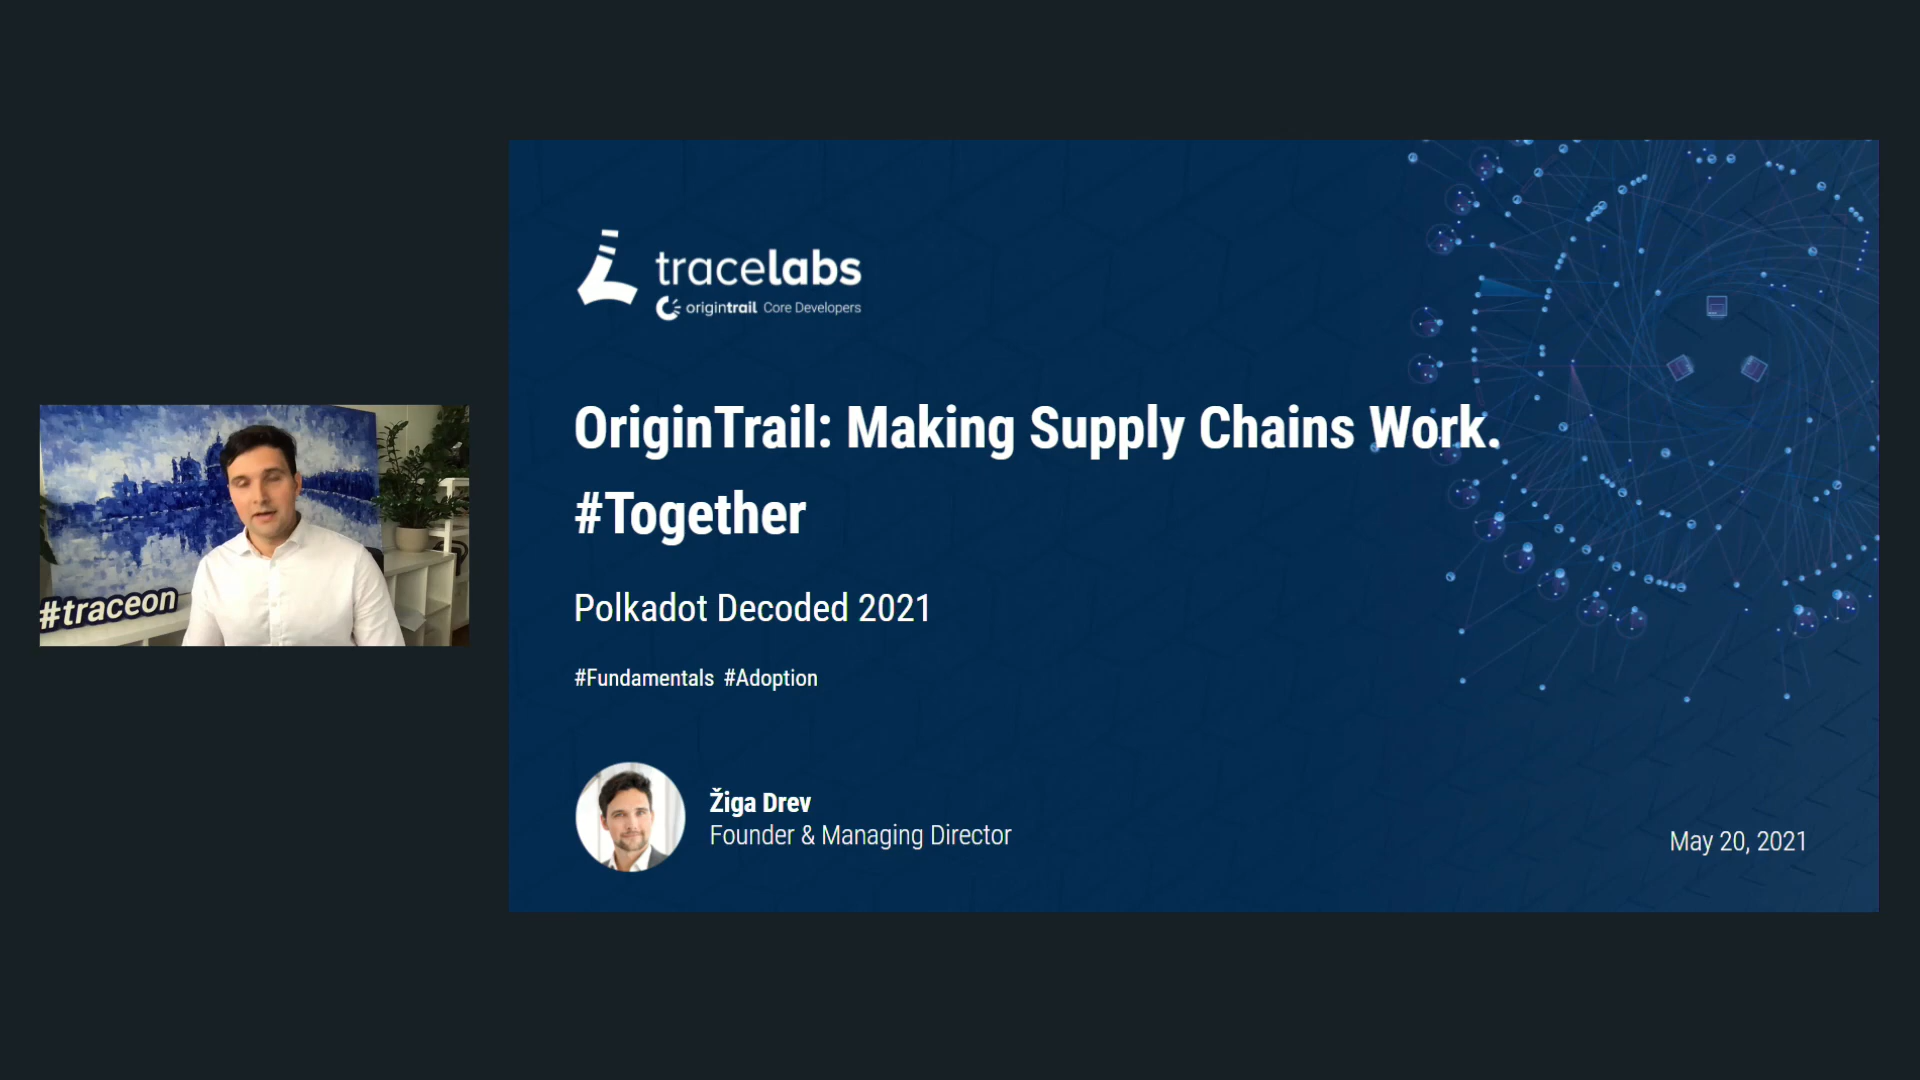 #traceon
tracelabs
origintrail Core Developers
OriginTrail: Making Supply Chains Work.
#Together
Polkadot Decoded 2021
#Fundamentals #Adoption
Žiga Drev
Founder & Managing Director
May 20, 2021